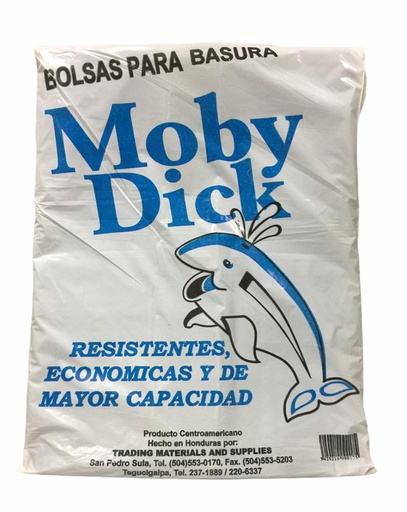 BOLSAS PARA BASURA
Moby
Dick
RESISTENTES,
ECONOMICAS Y DE
MAYOR CAPACIDAD
Producto Centroamericano
Hecho en Honduras por:
TRADING MATERIALS AND SUPPLIES
San Pedro Sula, Tel. (504)553-0170, Fax. (504)553-5203
Tegucigalpa, Tel. 237-1889 / 220-6337